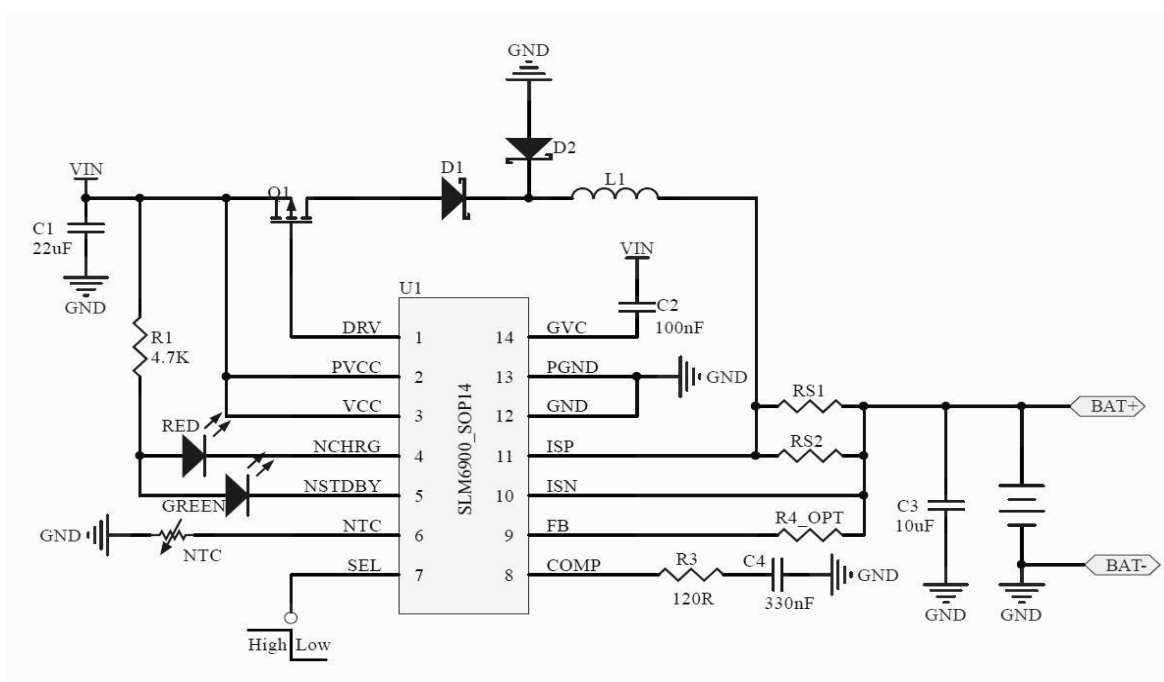 GND
D2
VIN
D1
L1
Q1
C1
22uF
GND
VIN
U1
C2
100nF
R1
4.7K
DRV
1
14
GVC
PVCC
2
13
PGND
GND
VCC
3
12
GND
RS1
BAT+
RED
NCHRG
4
11
ISP
RS2
NSTDBY
5
10
ISN
GREEN
SLM6900_SOP14
C3
10uF
GND
NTC
NTC
6
9
FB
R4_OPT
SEL
7
8
COMP
R3
120R
C4
330nF
GND
BAT-
GND
GND
High
Low